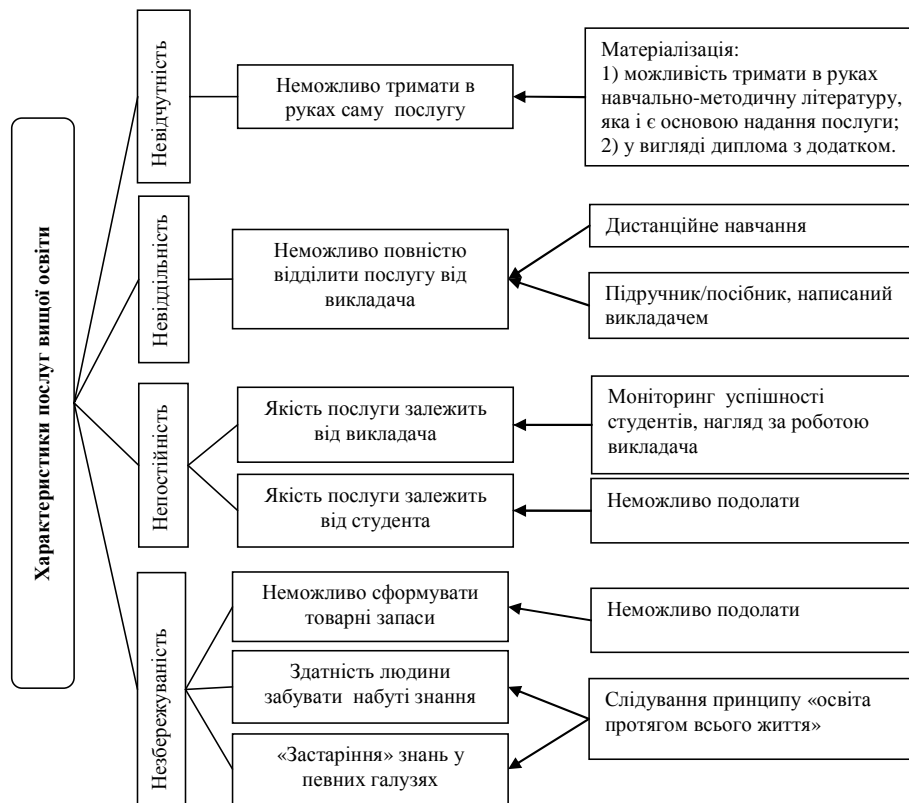 Характеристики послуг вищої освіти
Невідчутність
Неможливо тримати в
руках саму послугу
Матеріалізація:
1) можливість тримати в руках
навчально-методичну літературу,
яка і є основою надання послуги;
2) у вигляді диплома з додатком.
Невіддільність
Неможливо повністю
відділити послугу від
викладача
Дистанційне навчання
Підручник/посібник, написаний
викладачем
Непостійність
Якість послуги залежить
від викладача
Моніторинг успішності
студентів, нагляд за роботою
викладача
Якість послуги залежить
від студента
Неможливо подолати
Незбережуваність
Неможливо сформувати
товарні запаси
Неможливо подолати
Здатність людини
забувати набуті знання
«Застаріння» знань у
певних галузях
Слідування принципу «освіта
протягом всього життя»